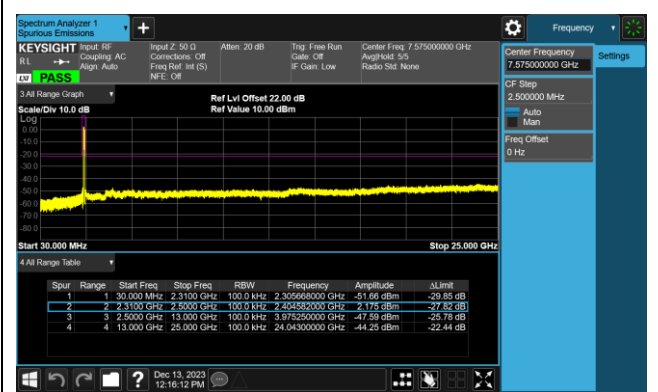 Spectrum Analyzer 1
Spurious Emissions
Frequency
KEYSIGHT
RL
LXI
PASS
Input: RF
Coupling: AC
Align: Auto
Input Z: 50 Ω
Corrections: Off
Freq Ref: Int (S)
NFE: Off
Atten: 20 dB
Trig: Free Run
Gate: Off
IF Gain: Low
Center Freq: 7.575000000 GHz
Avg|Hold: 5/5
Radio Std: None
Center Frequency
7.575000000 GHz
Settings
CF Step
2.500000 MHz
Auto
Man
Freq Offset
0 Hz
3 All Range Graph
Scale/Div 10.0 dB
Ref Lvl Offset 22.00 dB
Ref Value 10.00 dBm
Log
0.00
-10.0
-20.0
-30.0
-40.0
-50.0
-60.0
-70.0
-80.0
Start 30.000 MHz
Stop 25.000 GHz
4 All Range Table
Spur Range Start Freq Stop Freq RBW Frequency Amplitude ΔLimit
1 1 30.000 MHz 2.3100 GHz 100.0 kHz 2.305668000 GHz -51.66 dBm -29.85 dB
2 2 2.3100 GHz 2.5000 GHz 100.0 kHz 2.404582000 GHz 2.175 dBm -27.82 dB
3 3 2.5000 GHz 13.000 GHz 100.0 kHz 3.975250000 GHz -47.59 dBm -25.78 dB
4 4 13.000 GHz 25.000 GHz 100.0 kHz 24.04300000 GHz -44.25 dBm -22.44 dB
Dec 13, 2023
12:16:12 PM